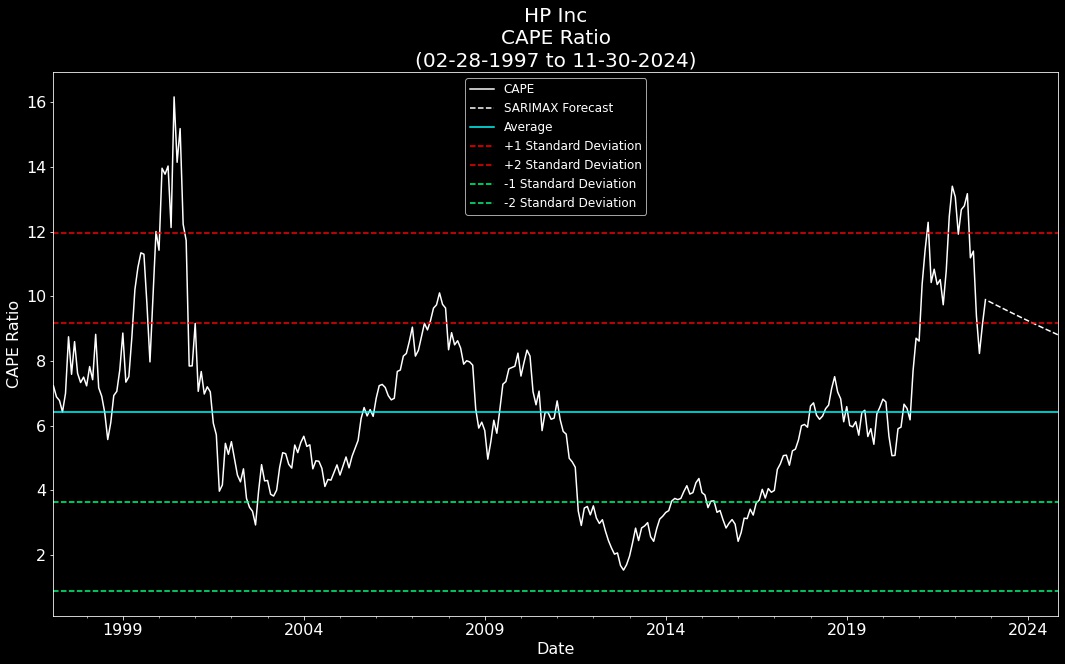 HP Inc
CAPE Ratio
(02-28-1997 to 11-30-2024)
CAPE
SARIMAX Forecast
Average
+1 Standard Deviation
+2 Standard Deviation
-1 Standard Deviation
-2 Standard Deviation
16
14
12
10
8
6
4
2
CAPE Ratio
1999
2004
2009
2014
2019
2024
Date